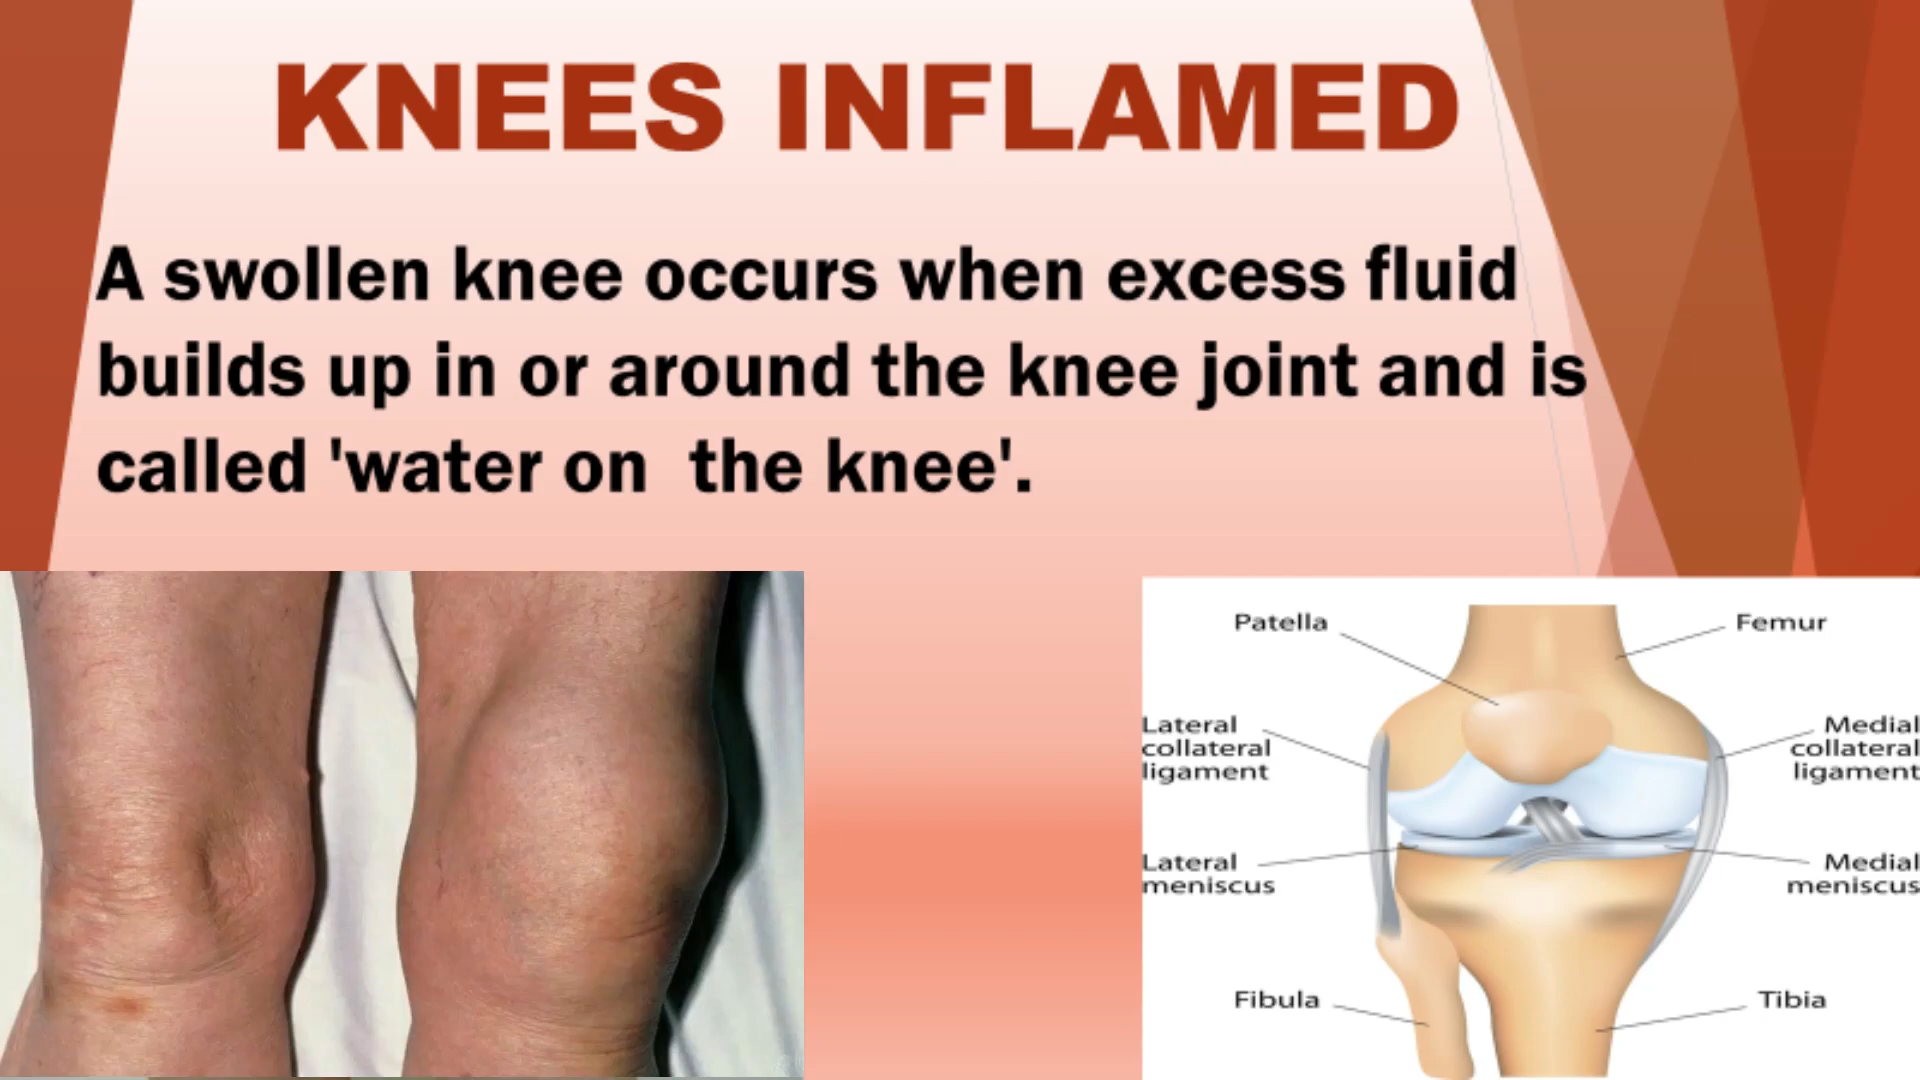 KNEES INFLAMED
A swollen knee occurs when excess fluid
builds up in or around the knee joint and is
called 'water on  the knee'.
Patella
Femur
Lateral
collateral
ligament
Medial
collateral
ligament
Lateral
meniscus
Medial
meniscus
Fibula
Tibia